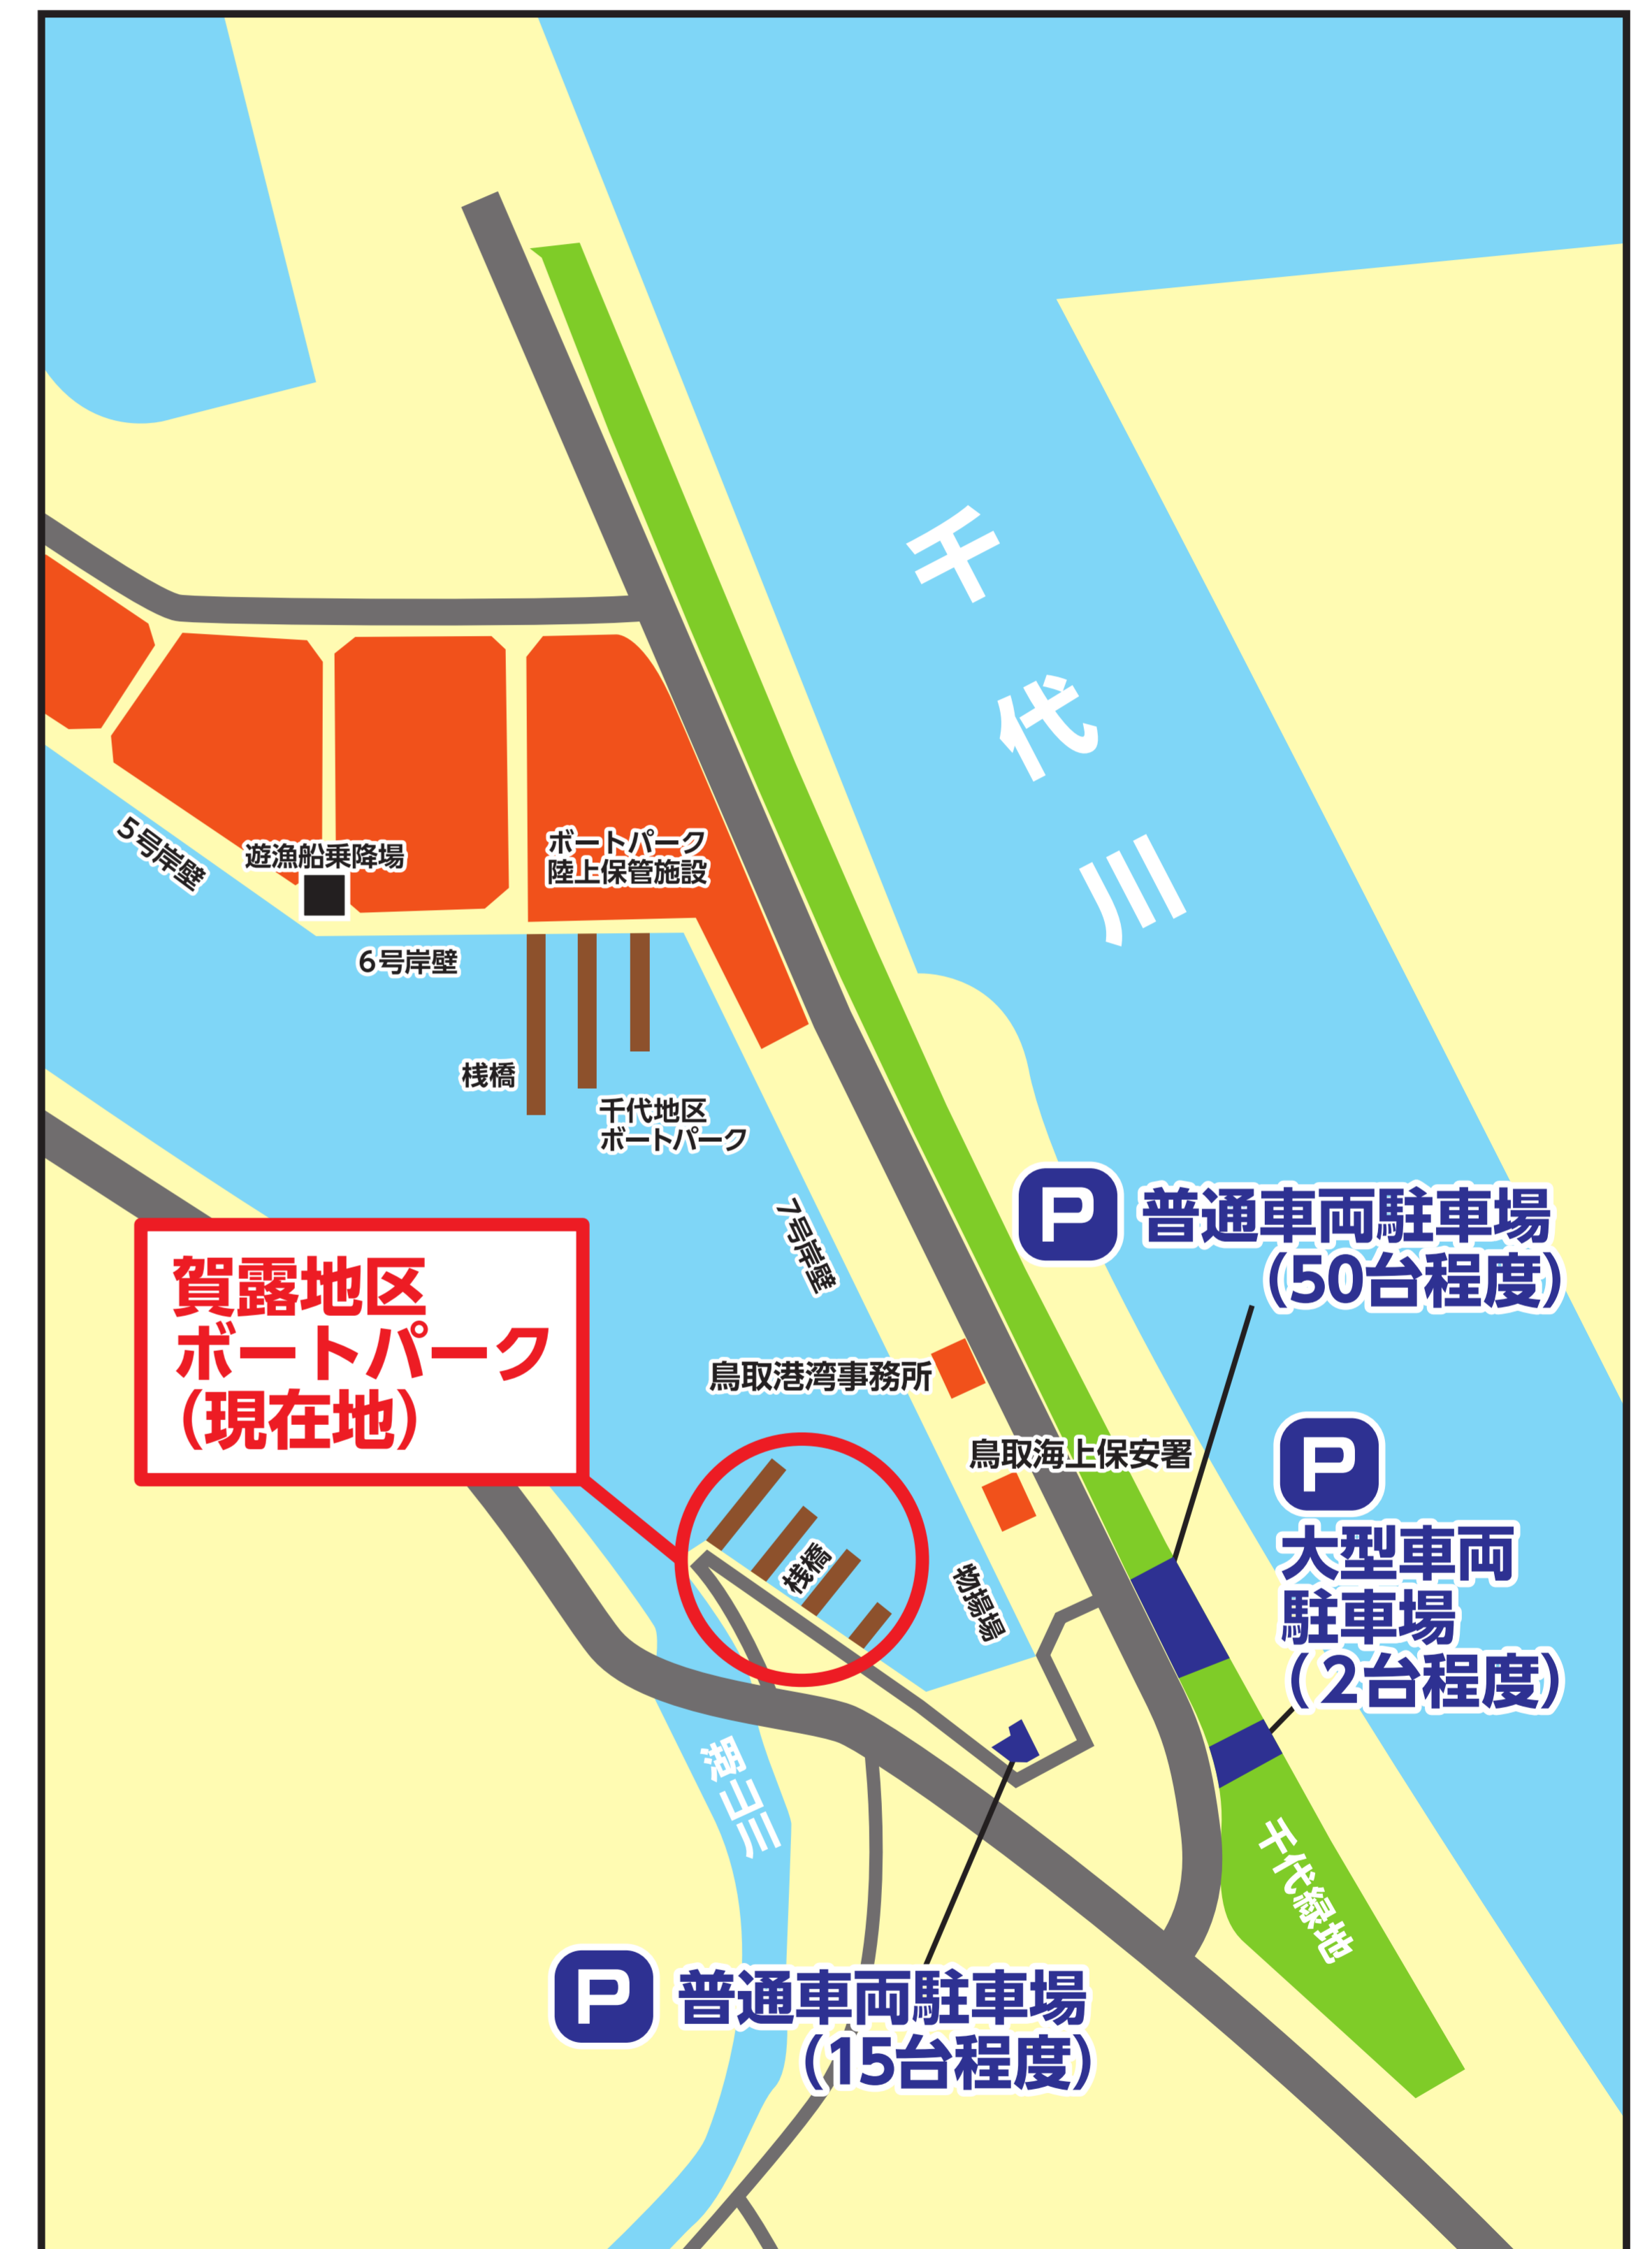 千代川
5号岸壁
遊漁船乗降場
ボートパーク
陸上保管施設
6号岸壁
桟橋
千代地区
ボートパーク
7号岸壁
P 普通車両駐車場
(50台程度)
賀露地区
ボートパーク
(現在地)
鳥取港湾事務所
鳥取海上保安署
P
大型車両
駐車場
(2台程度)
桟橋
物揚場
湖山川
千代緑地
P 普通車両駐車場
(15台程度)